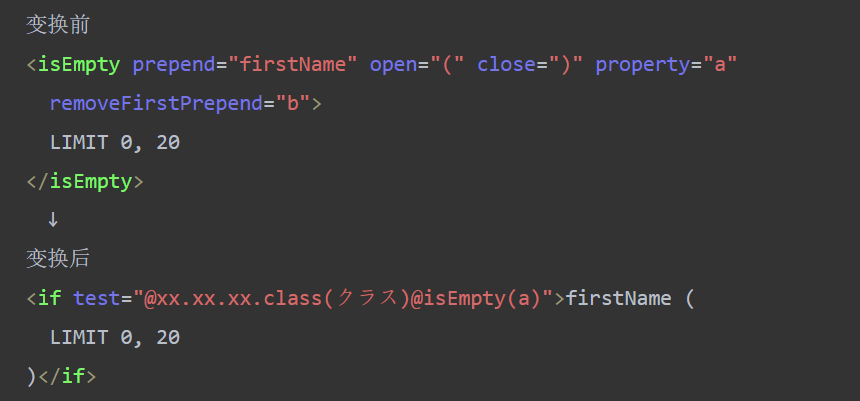 变换前
<isEmpty prepend="firstName" open="(" close=")" property="a"
removeFirstPrepend="b">
LIMIT 0, 20
</isEmpty>
↓
变换后
<if test="@xx.xx.xx.class(クラス)@isEmpty(a)">firstName (
LIMIT 0, 20
)</if>